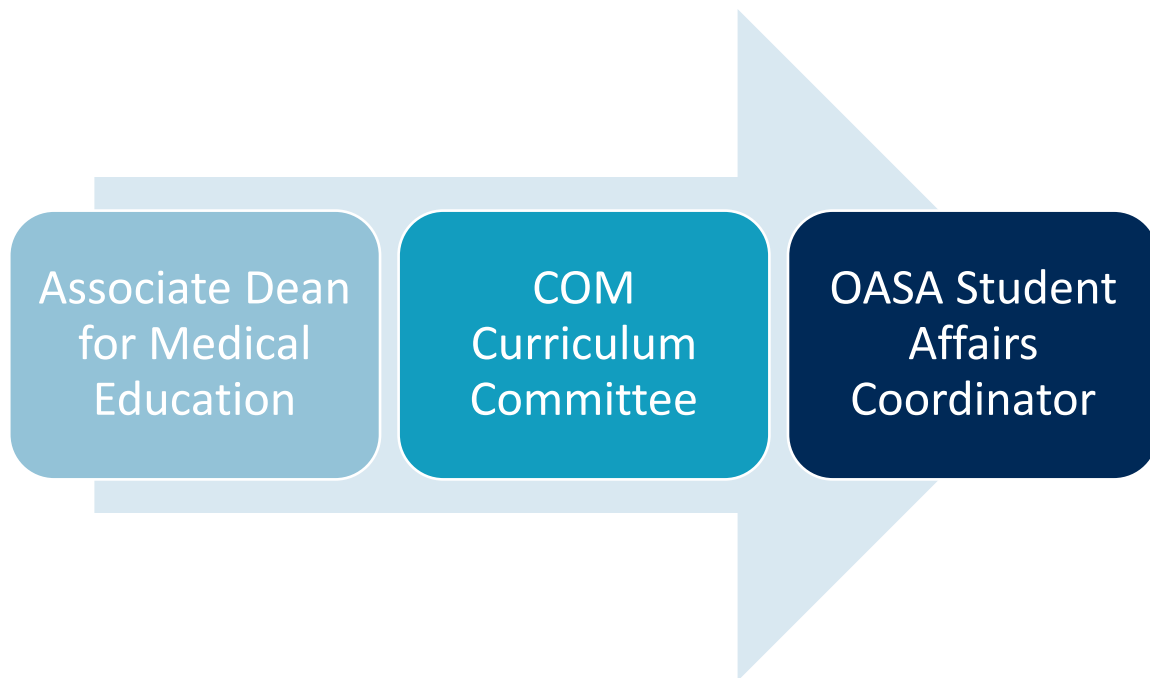 Associate Dean
for Medical
Education
COM
Curriculum
Committee
OASA Student
Affairs
Coordinator